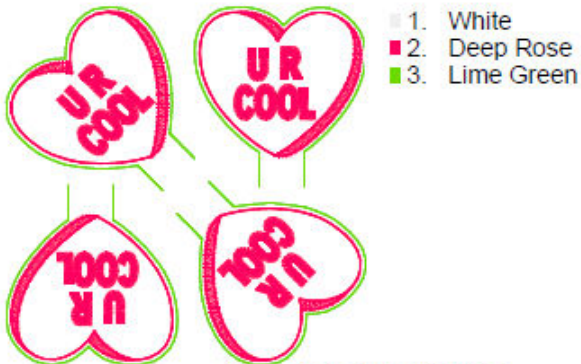 U R
COOL
U R
COOL
1. White
2. Deep Rose
3. Lime Green
U R
COOL
U R
COOL